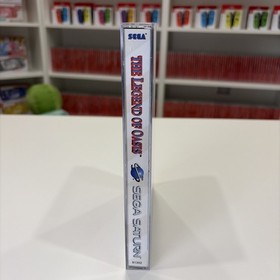 SEGA
THE LEGEND OF OASIS
SEGA SATURN